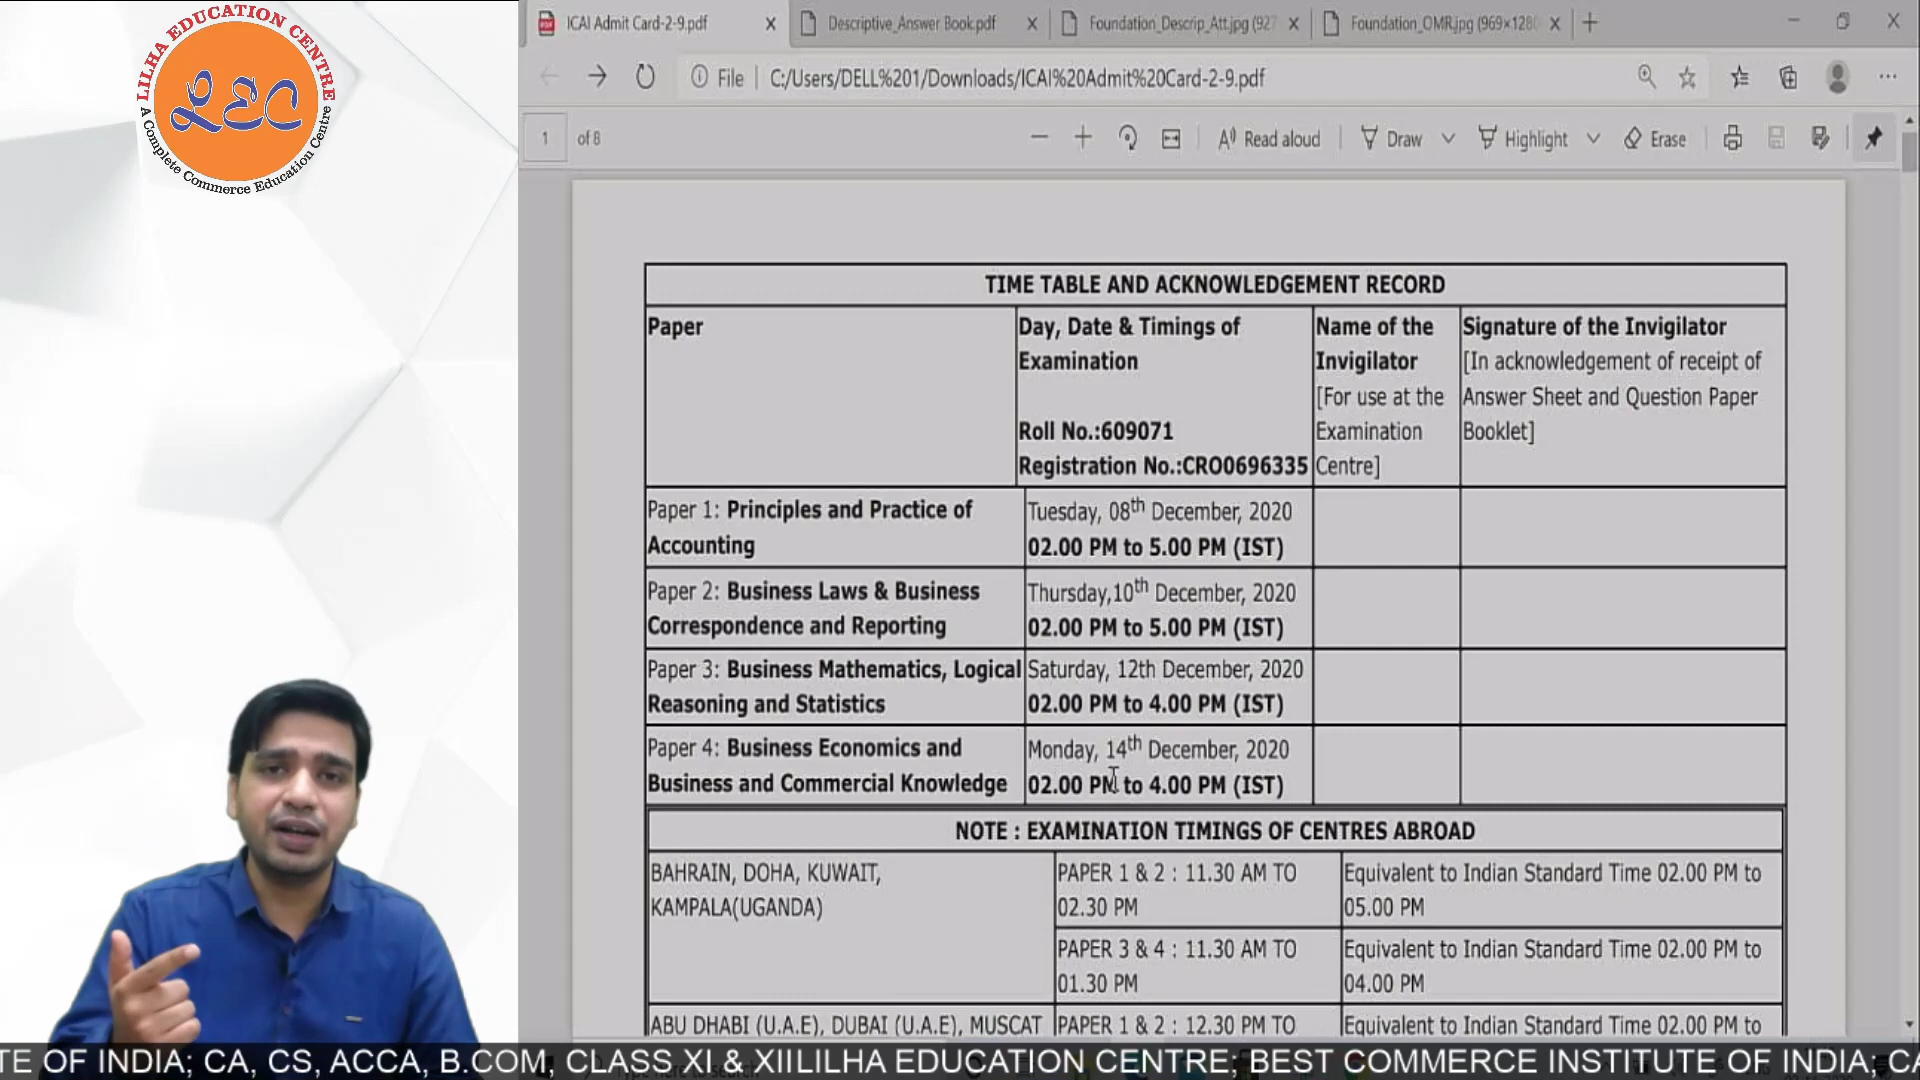 LILHA EDUCATION CENTRE
LEC
A Complete Commerce Education Centre
ICAI Admit Card-2-9.pdf
Descriptive_Answer Book.pdf
Foundation_Descrip_Att.jpg (927
Foundation_OMR.jpg (969×128
File
C:/Users/DELL%201/Downloads/ICAI%20Admit%20Card-2-9.pdf
1 of 8
Read aloud
Draw
Highlight
Erase
TIME TABLE AND ACKNOWLEDGEMENT RECORD
Paper
Day, Date & Timings of
Examination
Roll No.:609071
Registration No.:CRO0696335
Name of the
Invigilator
[For use at the
Examination
Centre]
Signature of the Invigilator
[In acknowledgement of receipt of
Answer Sheet and Question Paper
Booklet]
Paper 1: Principles and Practice of
Accounting
Tuesday, 08th December, 2020
02.00 PM to 5.00 PM (IST)
Paper 2: Business Laws & Business
Correspondence and Reporting
Thursday,10th December, 2020
02.00 PM to 5.00 PM (IST)
Paper 3: Business Mathematics, Logical
Reasoning and Statistics
Saturday, 12th December, 2020
02.00 PM to 4.00 PM (IST)
Paper 4: Business Economics and
Business and Commercial Knowledge
Monday, 14th December, 2020
02.00 PM to 4.00 PM (IST)
NOTE : EXAMINATION TIMINGS OF CENTRES ABROAD
BAHRAIN, DOHA, KUWAIT,
KAMPALA(UGANDA)
PAPER 1 & 2 : 11.30 AM TO
02.30 PM
Equivalent to Indian Standard Time 02.00 PM to
05.00 PM
PAPER 3 & 4 : 11.30 AM TO
01.30 PM
Equivalent to Indian Standard Time 02.00 PM to
04.00 PM
ABU DHABI (U.A.E), DUBAI (U.A.E), MUSCAT
PAPER 1 & 2 : 12.30 PM TO
Equivalent to Indian Standard Time 02.00 PM to
TE OF INDIA; CA, CS, ACCA, B.COM, CLASS XI & XIILILHA EDUCATION CENTRE; BEST COMMERCE INSTITUTE OF INDIA; CA